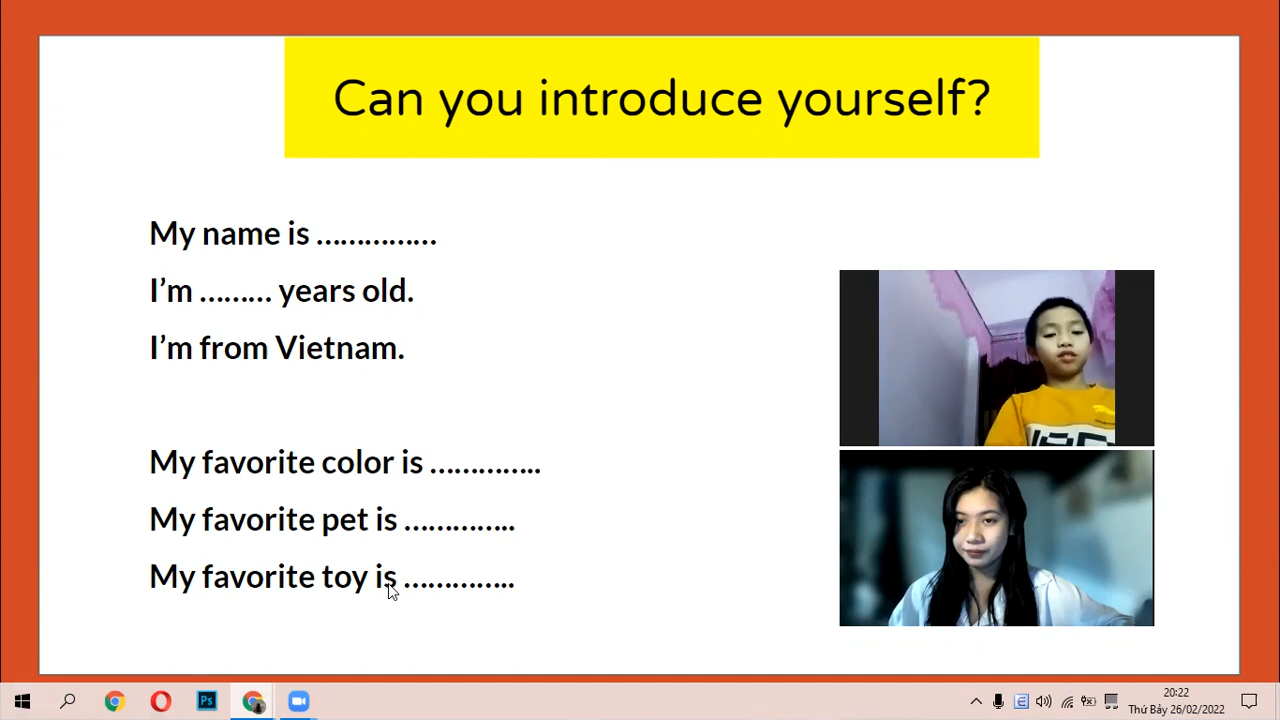 Can you introduce yourself?
My name is ……………
I’m ……… years old.
I’m from Vietnam.
My favorite color is …………..
My favorite pet is …………..
My favorite toy is …………..
Ps
20:22
Thứ Bảy 26/02/2022